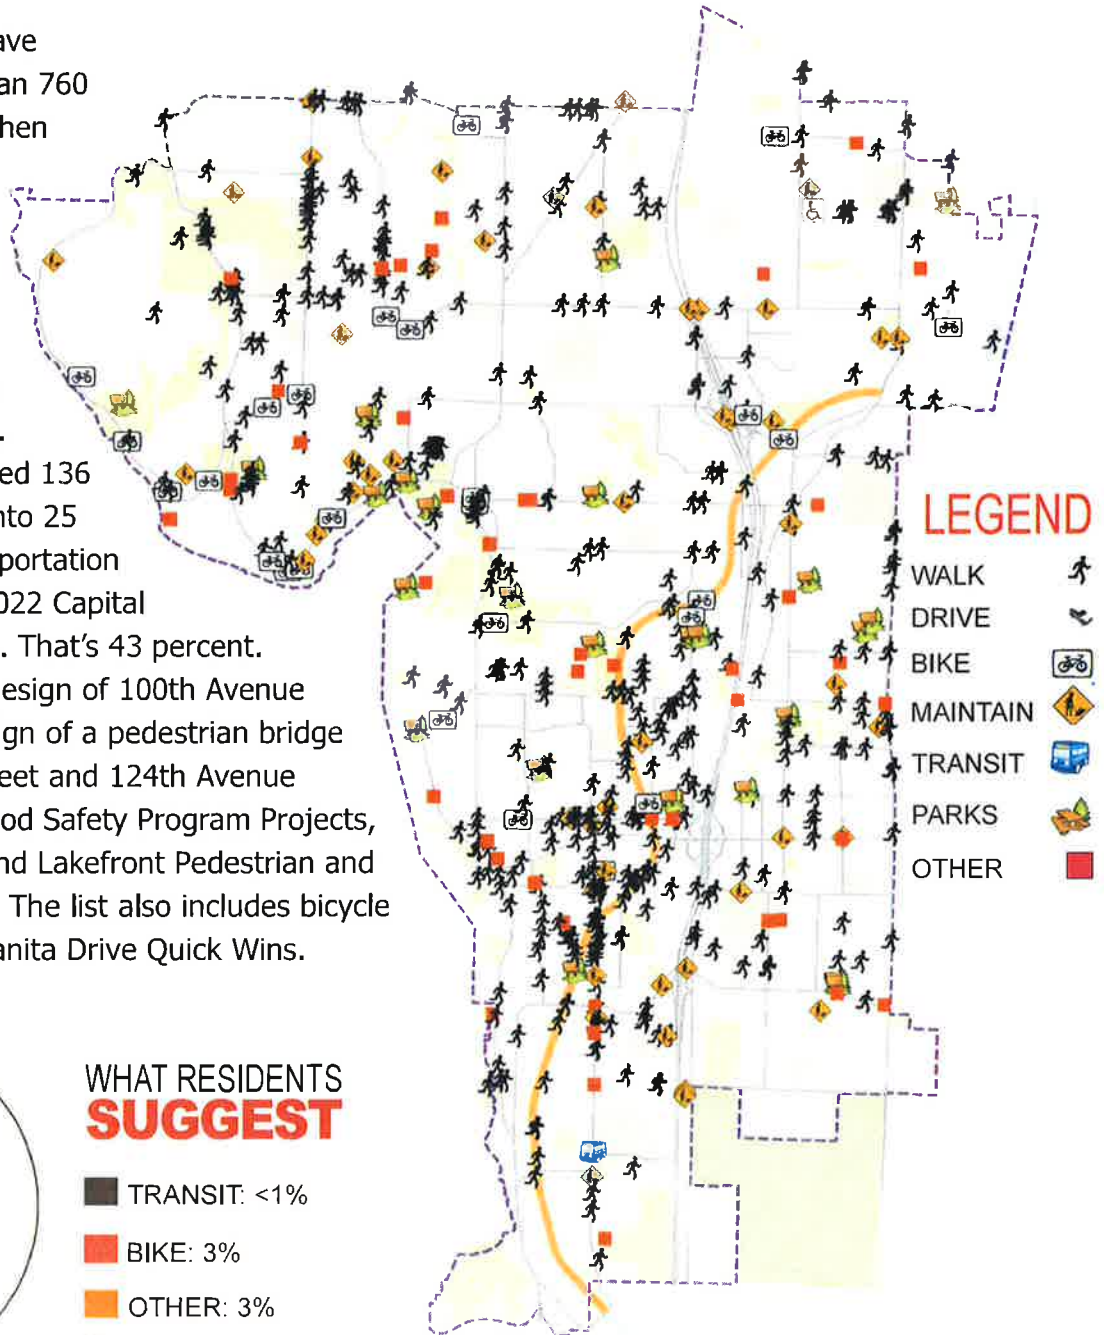 ave
an 760
hen
.
ed 136
nto 25
portation
022 Capital
. That's 43 percent.
esign of 100th Avenue
ign of a pedestrian bridge
eet and 124th Avenue
ood Safety Program Projects,
nd Lakefront Pedestrian and
. The list also includes bicycle
anita Drive Quick Wins.
LEGEND
WALK
DRIVE
BIKE
MAINTAIN
TRANSIT
PARKS
OTHER
WHAT RESIDENTS
SUGGEST
TRANSIT: <1%
BIKE: 3%
OTHER: 3%